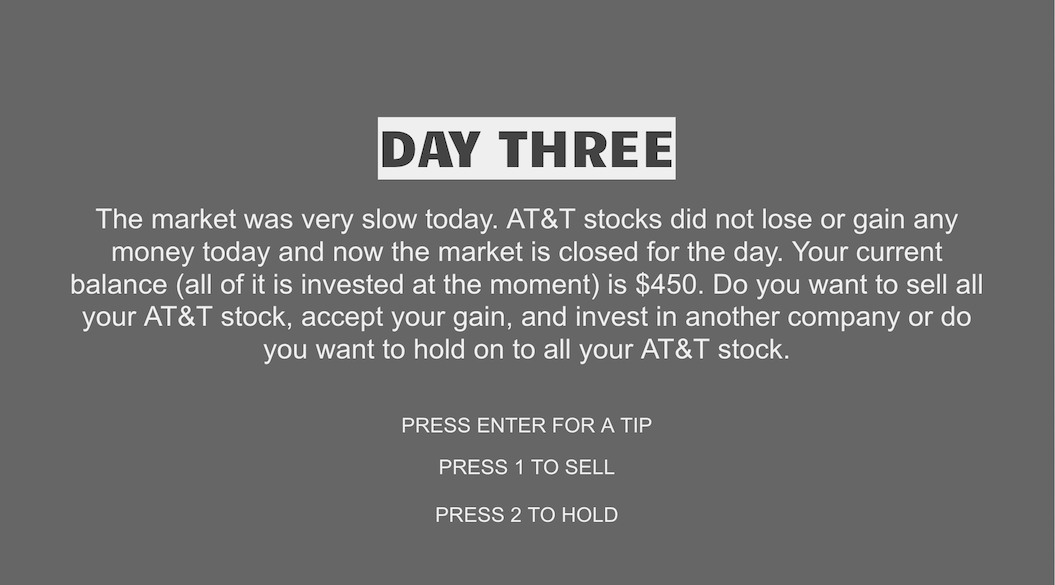 DAY THREE
The market was very slow today. AT&T stocks did not lose or gain any
money today and now the market is closed for the day. Your current
balance (all of it is invested at the moment) is $450. Do you want to sell all
your AT&T stock, accept your gain, and invest in another company or do
you want to hold on to all your AT&T stock.
PRESS ENTER FOR A TIP
PRESS 1 TO SELL
PRESS 2 TO HOLD